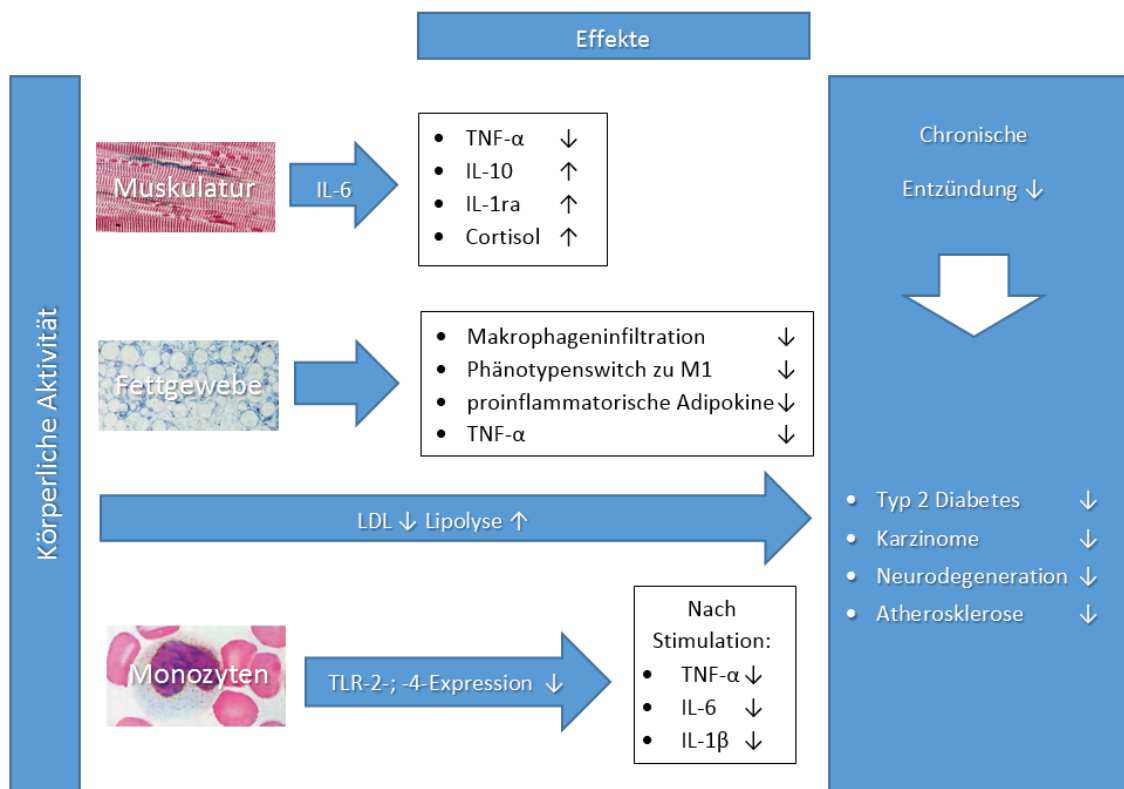 Effekte
Körperliche Aktivität
Muskulatur
IL-6
• TNF-α ↓
• IL-10 ↑
• IL-1ra ↑
• Cortisol ↑
Fettgewebe
• Makrophageninfiltration ↓
• Phänotypenswitch zu M1 ↓
• proinflammatorische Adipokine ↓
• TNF-α ↓
LDL ↓ Lipolyse ↑
Monozyten
TLR-2-; -4-Expression ↓
Nach
Stimulation:
• TNF-α ↓
• IL-6 ↓
• IL-1β ↓
Chronische
Entzündung ↓
• Typ 2 Diabetes ↓
• Karzinome ↓
• Neurodegeneration ↓
• Atherosklerose ↓